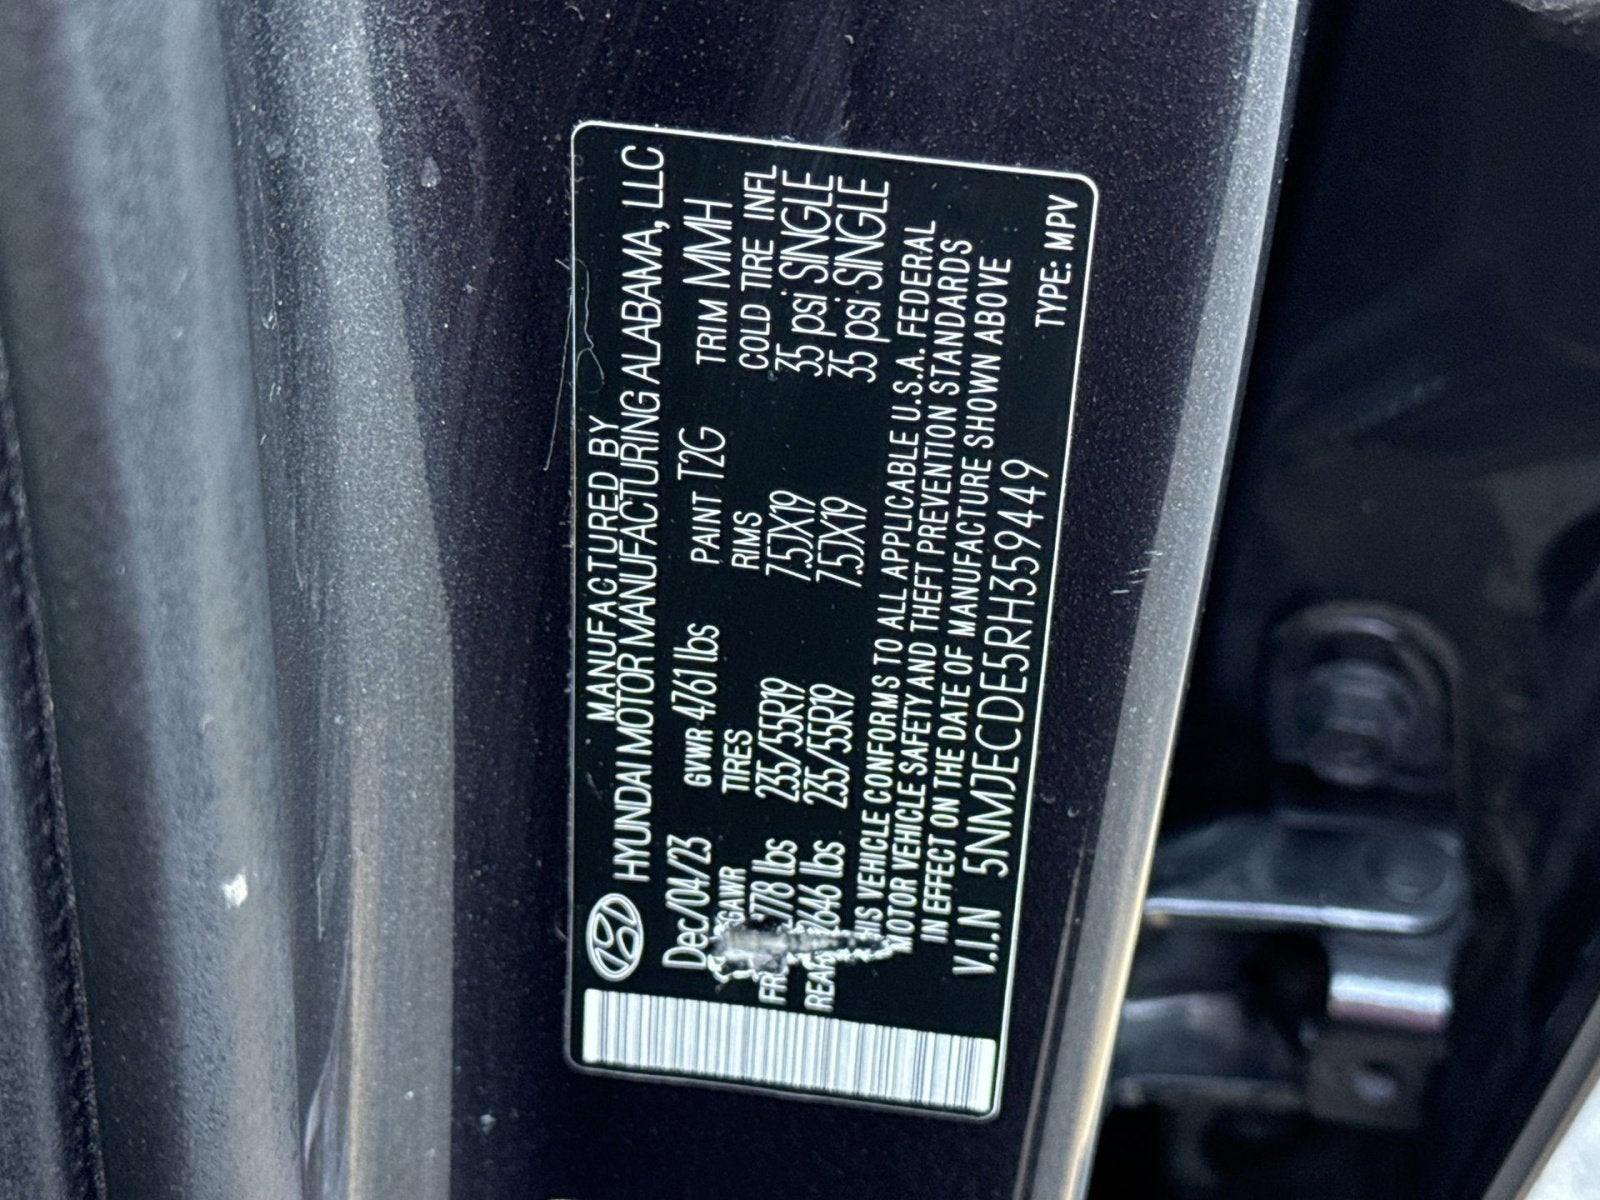 MANUFACTURED BY
HYUNDAI MOTOR MANUFACTURING ALABAMA, LLC
Dec/04/23 GVWR 4761 lbs PAINT T2G TRIM MMH
GAWR TIRES RIMS COLD TIRE INFL
lbs 235/55R19 7.5JX19 35 psi SINGLE
lbs 235/55R19 7.5JX19 35 psi SINGLE
VEHICLE CONFORMS TO ALL APPLICABLE U.S.A. FEDERAL
MOTOR VEHICLE SAFETY AND THEFT PREVENTION STANDARDS
IN EFFECT ON THE DATE OF MANUFACTURE SHOWN ABOVE
V.I.N 5NMJECDE5RH359449 TYPE: MPV